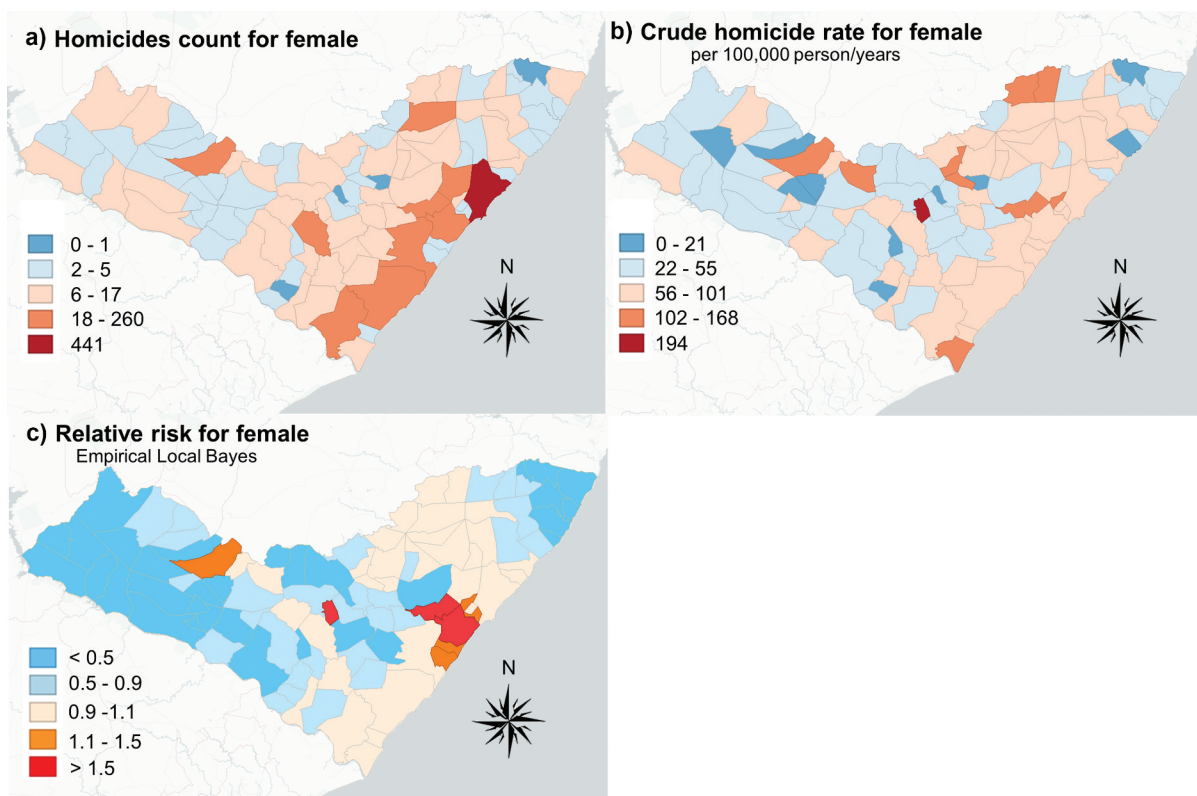 a) Homicides count for female
0 - 1
2 - 5
6 - 17
18 - 260
441
N
b) Crude homicide rate for female
per 100,000 person/years
0 - 21
22 - 55
56 - 101
102 - 168
194
N
c) Relative risk for female
Empirical Local Bayes
< 0.5
0.5 - 0.9
0.9 -1.1
1.1 - 1.5
> 1.5
N